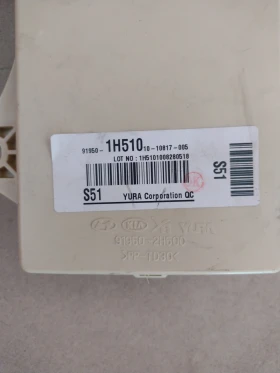 91950-1H510 10-10817-005
LOT NO : 1H5101008280518
S51 YURA Corporation QC
S51